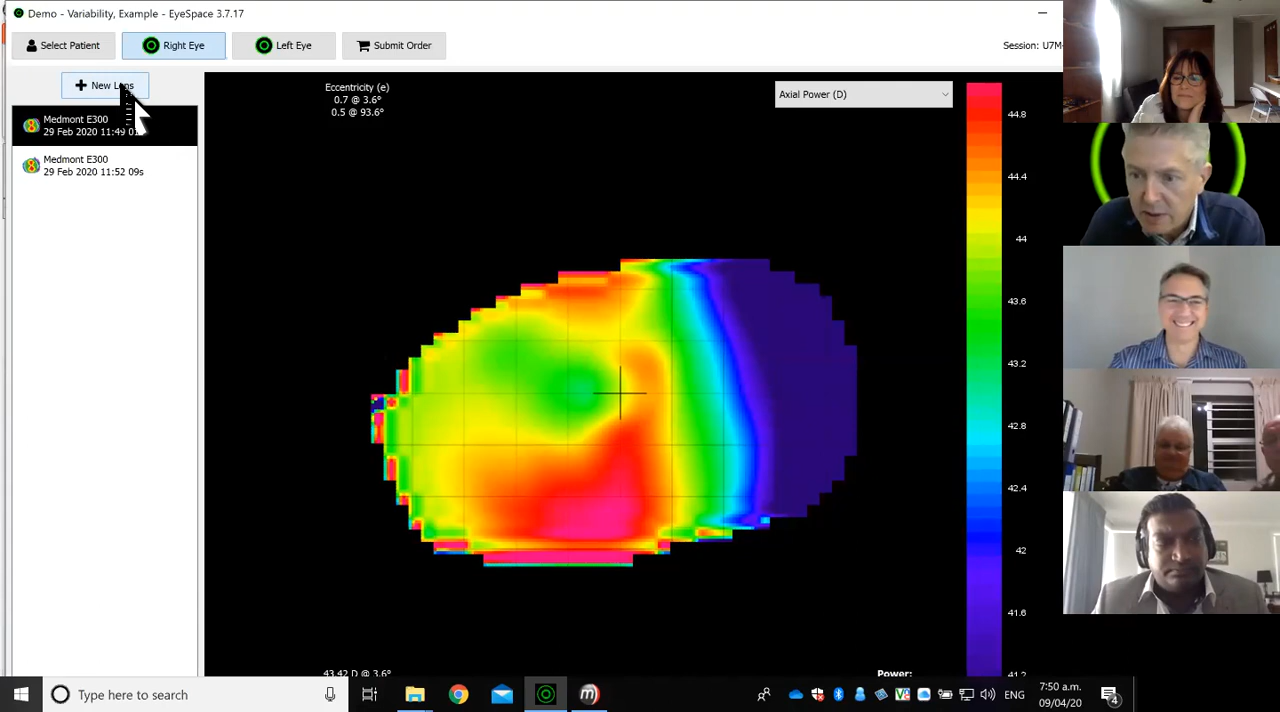 Demo - Variability, Example - EyeSpace 3.7.17
Select Patient
Right Eye
Left Eye
Submit Order
Session: U7M
New Lens
Medmont E300
29 Feb 2020 11:49
Medmont E300
29 Feb 2020 11:52 09s
Eccentricity (e)
0.7 @ 3.6°
0.5 @ 93.6°
Axial Power (D)
44.8
44.4
44
43.6
43.2
42.8
42.4
42
41.6
41.2
43.42 D @ 3.6°
Power:
Type here to search
ENG
7:50 a.m.
09/04/20
4